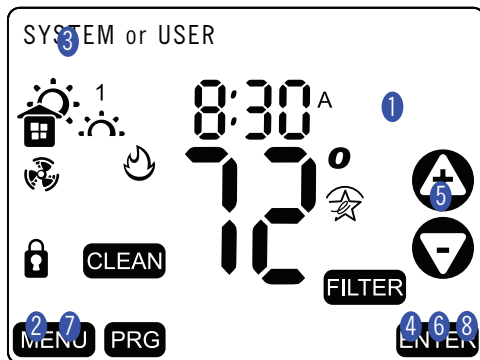 SYSTEM or USER
3
1
8:30 A
1
72°
+
5
-
CLEAN
FILTER
2 7
MENU
PRG
4 6 8
ENTER